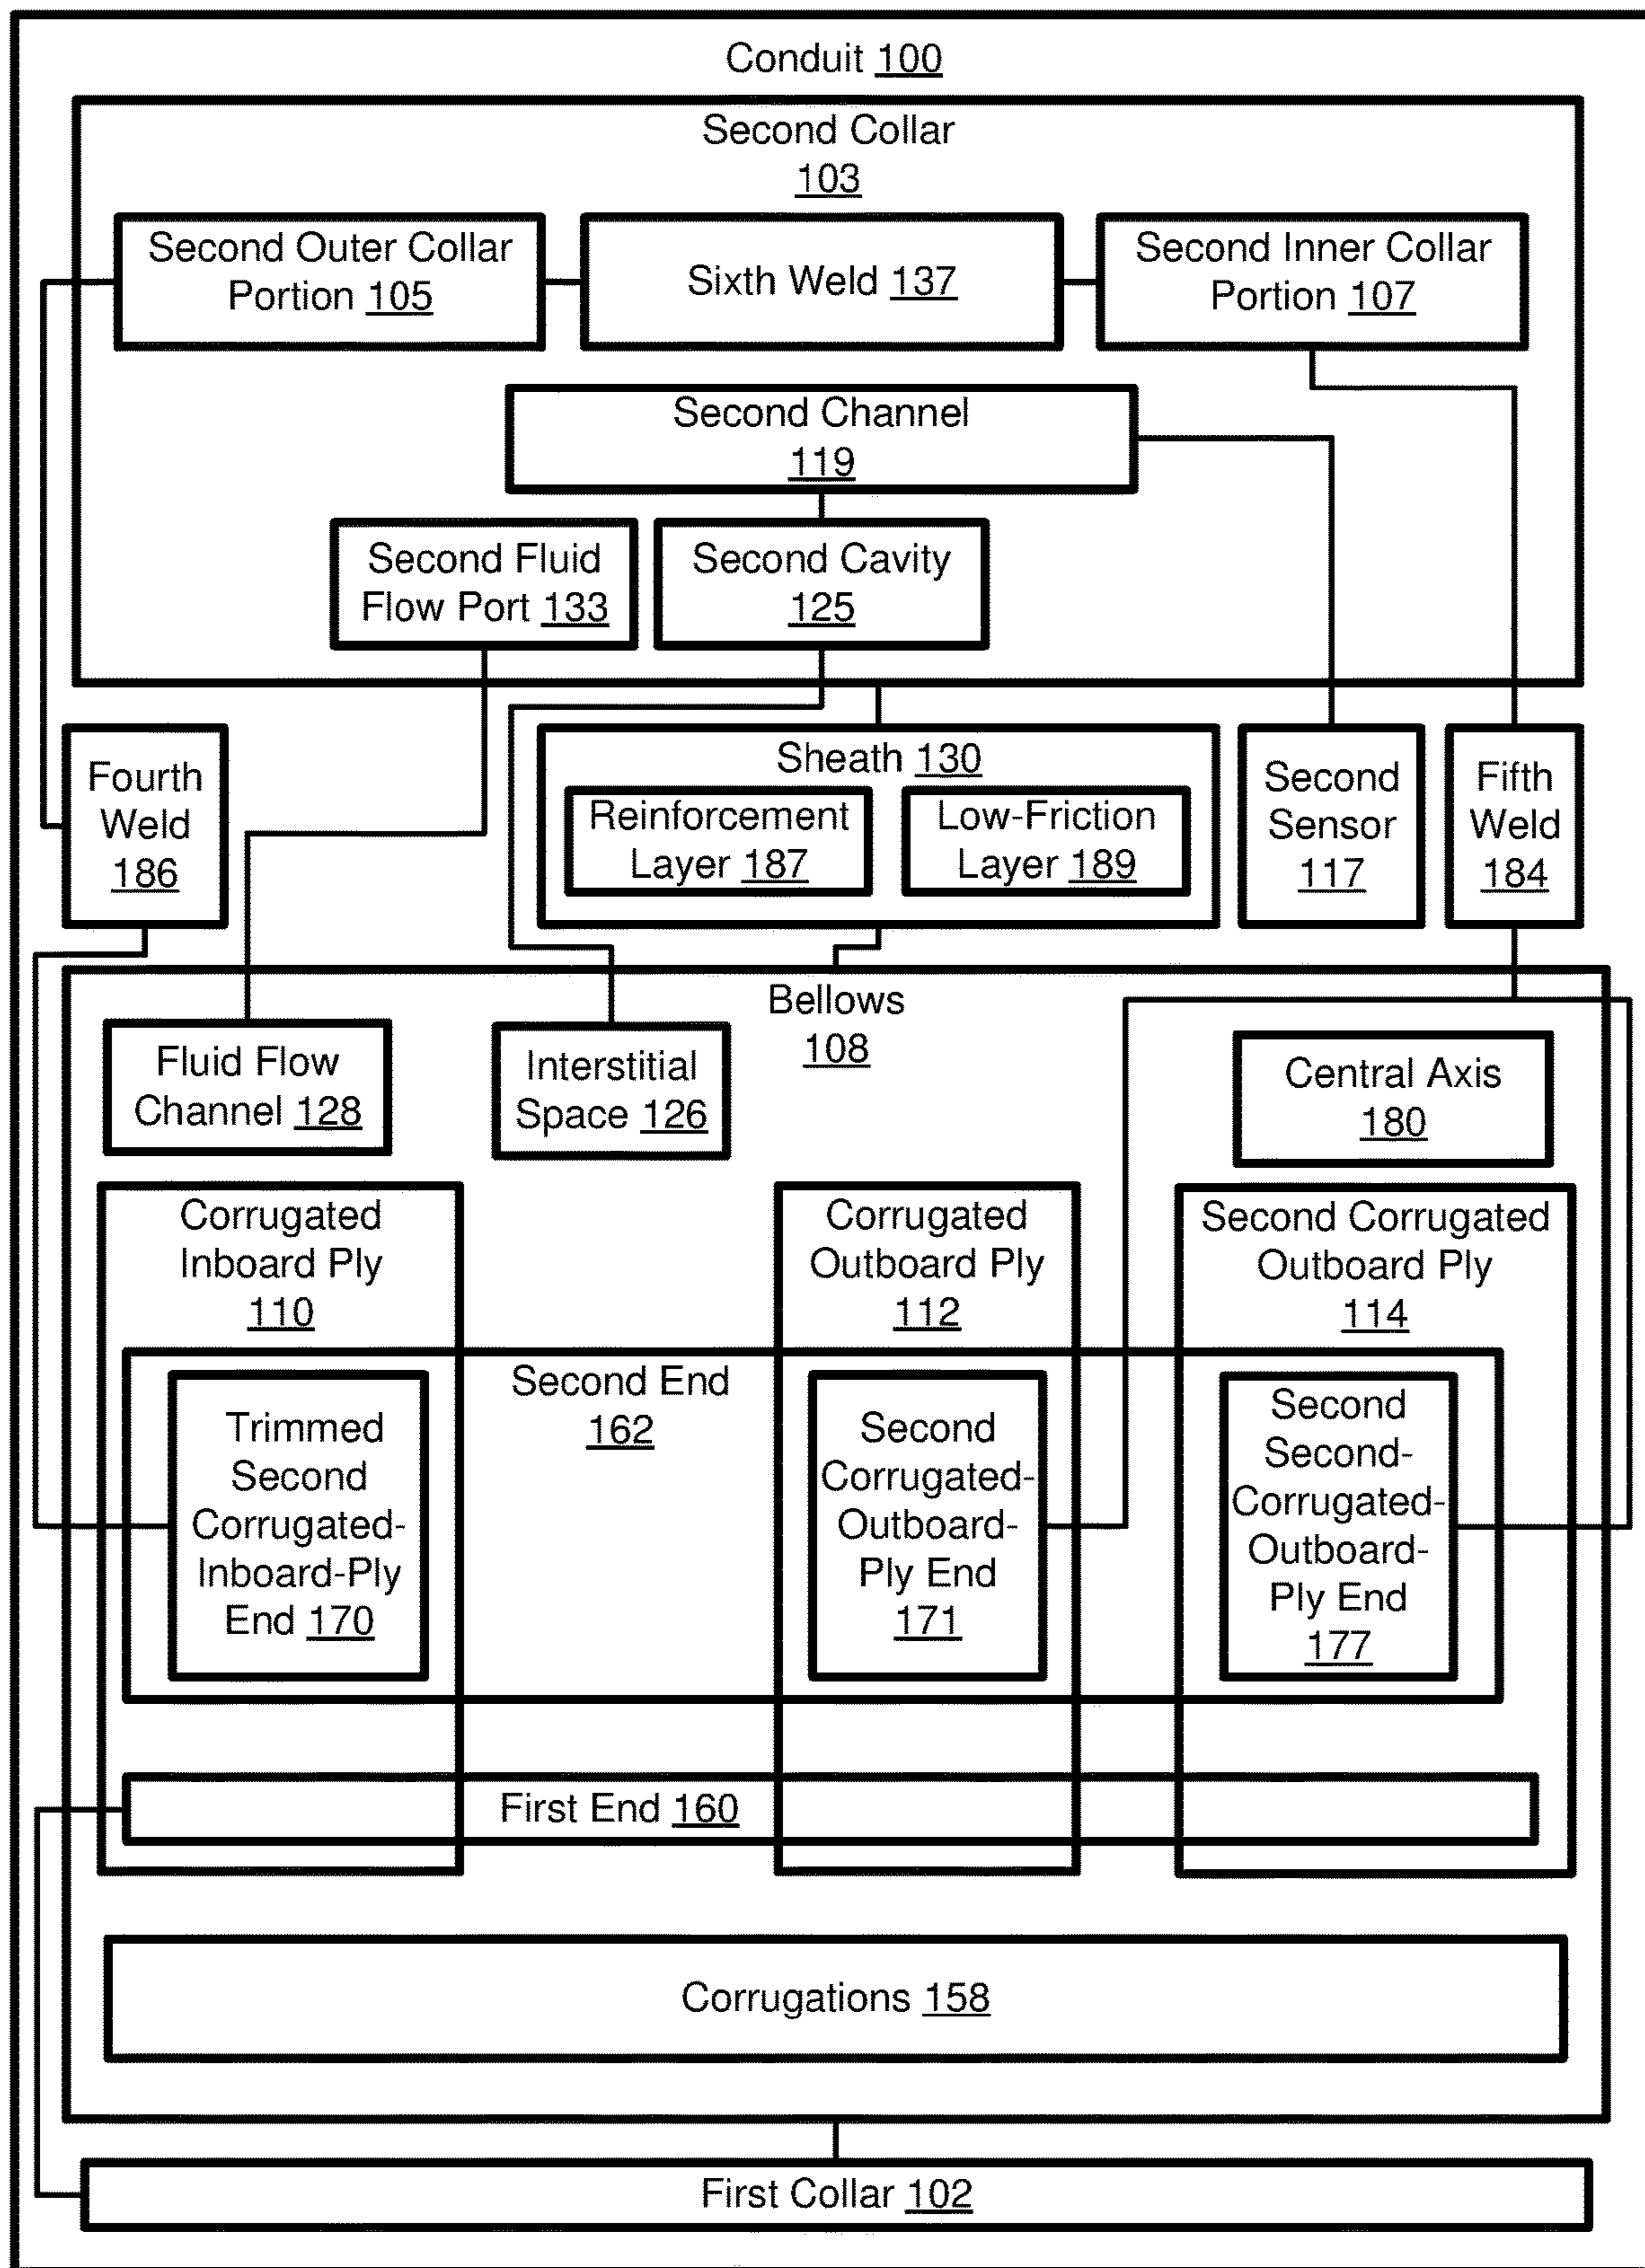 Conduit 100
Second Collar
103
Second Outer Collar
Portion 105
Sixth Weld 137
Second Inner Collar
Portion 107
Second Channel
119
Second Fluid
Flow Port 133
Second Cavity
125
Fourth
Weld
186
Sheath 130
Reinforcement
Layer 187
Low-Friction
Layer 189
Second
Sensor
117
Fifth
Weld
184
Bellows
108
Fluid Flow
Channel 128
Interstitial
Space 126
Central Axis
180
Corrugated
Inboard Ply
110
Corrugated
Outboard Ply
112
Second Corrugated
Outboard Ply
114
Second End
162
Trimmed
Second
Corrugated-
Inboard-Ply
End 170
Second
Corrugated-
Outboard-
Ply End
171
Second
Second-
Corrugated-
Outboard-
Ply End
177
First End 160
Corrugations 158
First Collar 102